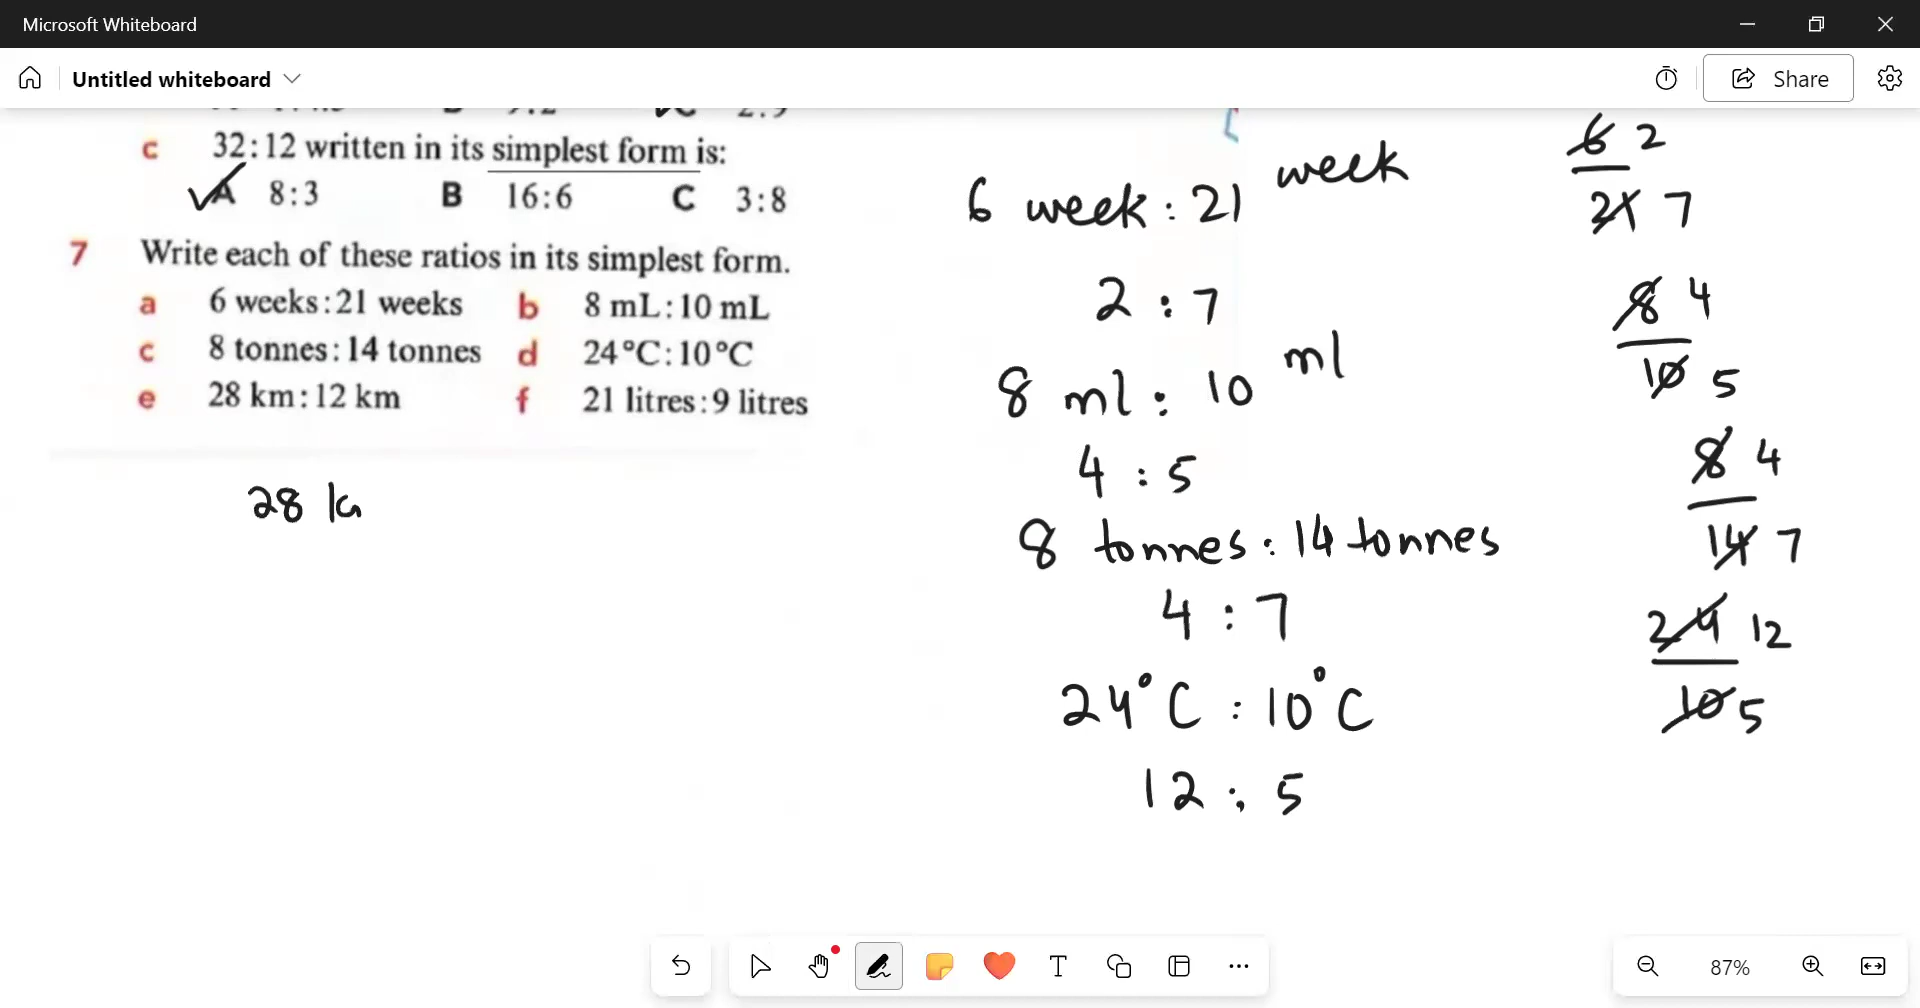 Microsoft Whiteboard
Untitled whiteboard
Share
c 32:12 written in its simplest form is:
A 8:3 B 16:6 C 3:8
7 Write each of these ratios in its simplest form.
a 6 weeks:21 weeks b 8 mL:10 mL
c 8 tonnes:14 tonnes d 24°C:10°C
e 28 km:12 km f 21 litres:9 litres
28
6 week : 21 week
2 : 7
8 ml : 10 ml
4 : 5
8 tonnes : 14 tonnes
4 : 7
24°C : 10°C
12 : 5
6 2
21 7
8 4
10 5
8 4
14 7
24 12
10 5
87%